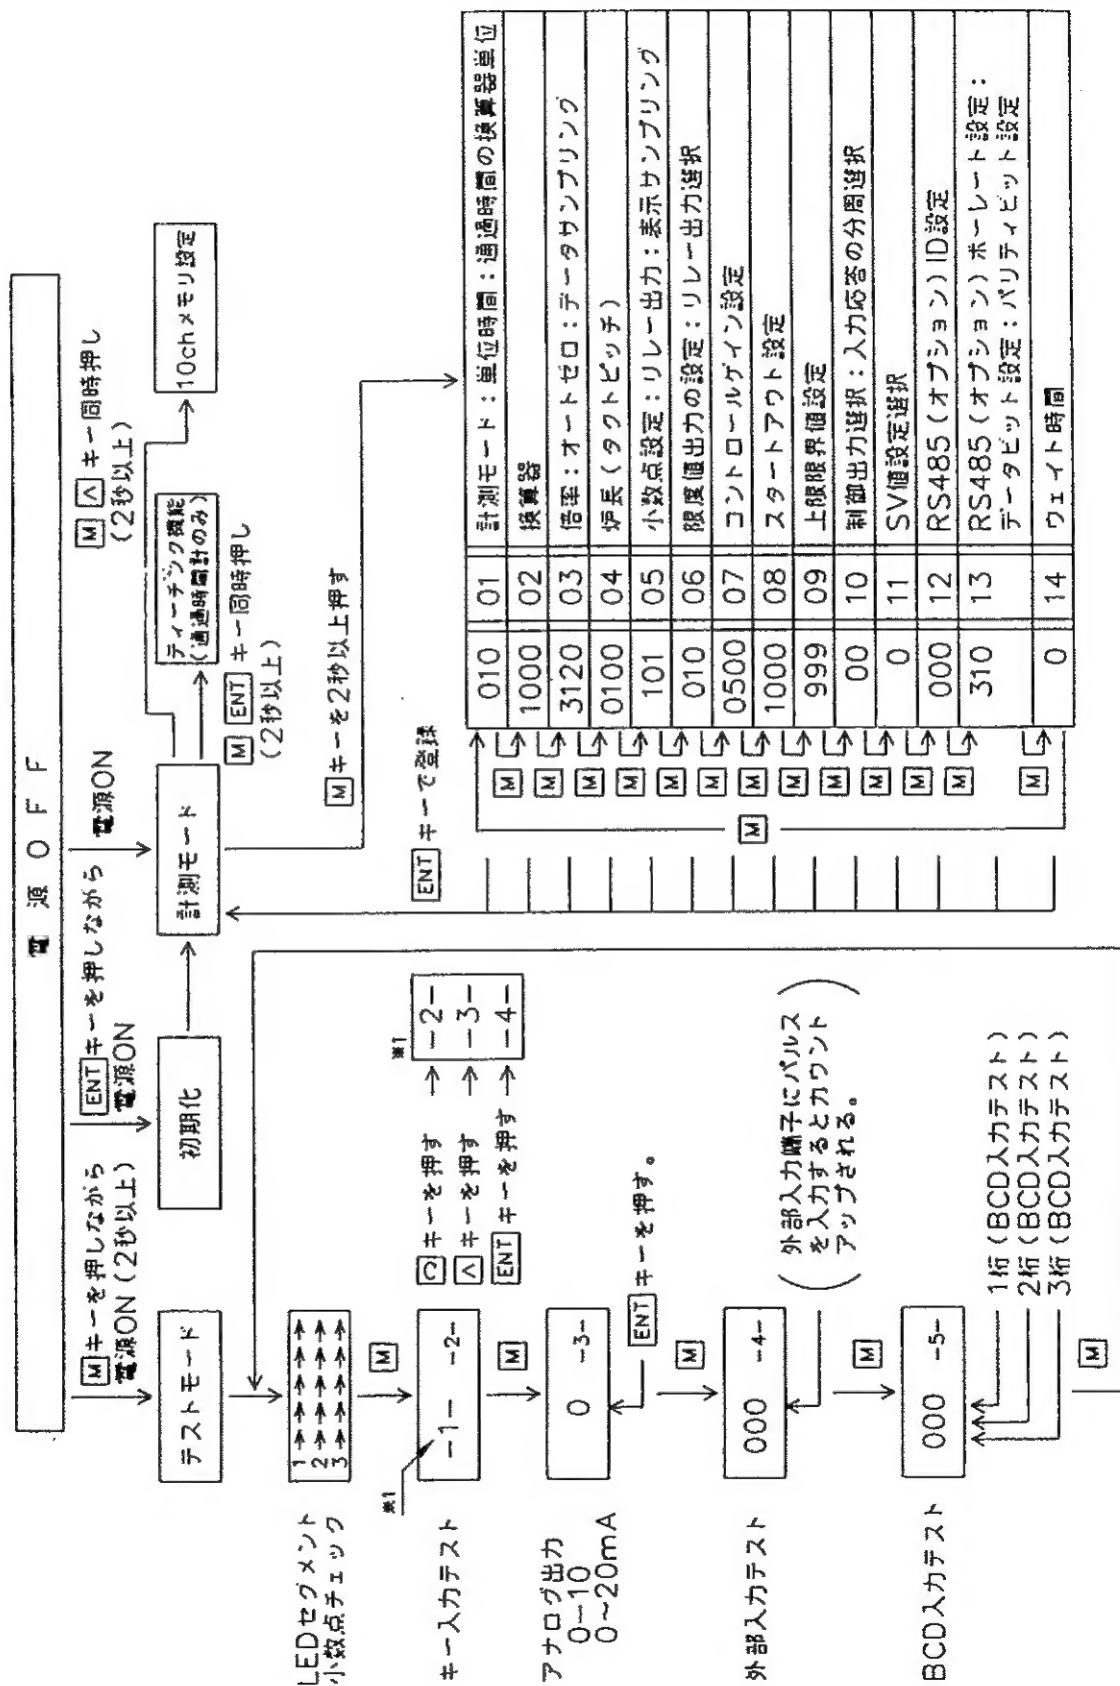 電源OFF
Mキーを押しながら
電源ON(2秒以上)
ENTキーを押しながら
電源ON
電源ON
テストモード
初期化
計測モード
M ∧ キー同時押し
(2秒以上)
10chメモリ設定
ティーチング機能
(通過時間計のみ)
M ENT キー同時押し
(2秒以上)
Mキーを2秒以上押す
ENTキーで登録
LEDセグメント
小数点チェック
1→→→→→
2→→→→→
3→→→→→
M
キー入力テスト
※1
-1- -2-
Cキーを押す → -2-
∧キーを押す → -3-
ENTキーを押す → -4-
※1
M
アナログ出力
0-10
0~20mA
0 -3-
ENTキーを押す。
M
外部入力テスト
000 -4-
外部入力端子にパルス
を入力するとカウント
アップされる。
M
BCD入力テスト
000 -5-
1桁(BCD入力テスト)
2桁(BCD入力テスト)
3桁(BCD入力テスト)
M
010 01 計測モード:単位時間:通過時間の換算器単位
1000 02 換算器
3120 03 倍率:オートゼロ:データサンプリング
0100 04 炉長(タクトピッチ)
101 05 小数点設定:リレー出力:表示サンプリング
010 06 限度値出力の設定:リレー出力選択
0500 07 コントロールゲイン設定
1000 08 スタートアウト設定
999 09 上限限界値設定
00 10 制御出力選択:入力応答の分周選択
0 11 SV値設定選択
000 12 RS485(オプション)ID設定
310 13 RS485(オプション)ボーレート設定:
データビット設定:パリティビット設定
0 14 ウェイト時間
M
M
M
M
M
M
M
M
M
M
M
M
M
M